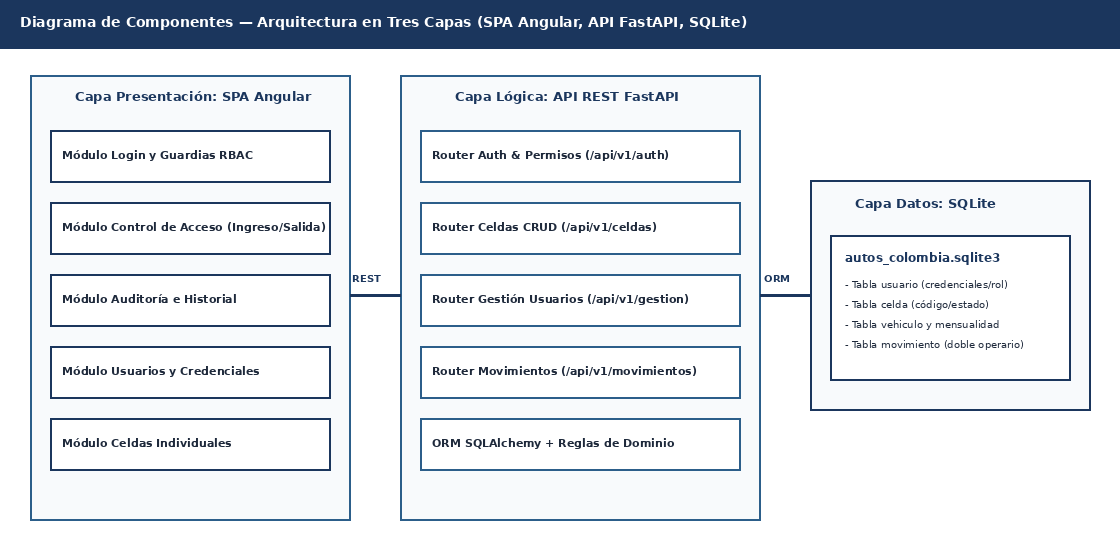 Diagrama de Componentes — Arquitectura en Tres Capas (SPA Angular, API FastAPI, SQLite)
Capa Presentación: SPA Angular
Módulo Login y Guardias RBAC
Módulo Control de Acceso (Ingreso/Salida)
Módulo Auditoría e Historial
Módulo Usuarios y Credenciales
Módulo Celdas Individuales
REST
Capa Lógica: API REST FastAPI
Router Auth & Permisos (/api/v1/auth)
Router Celdas CRUD (/api/v1/celdas)
Router Gestión Usuarios (/api/v1/gestion)
Router Movimientos (/api/v1/movimientos)
ORM SQLAlchemy + Reglas de Dominio
ORM
Capa Datos: SQLite
autos_colombia.sqlite3
- Tabla usuario (credenciales/rol)
- Tabla celda (código/estado)
- Tabla vehiculo y mensualidad
- Tabla movimiento (doble operario)